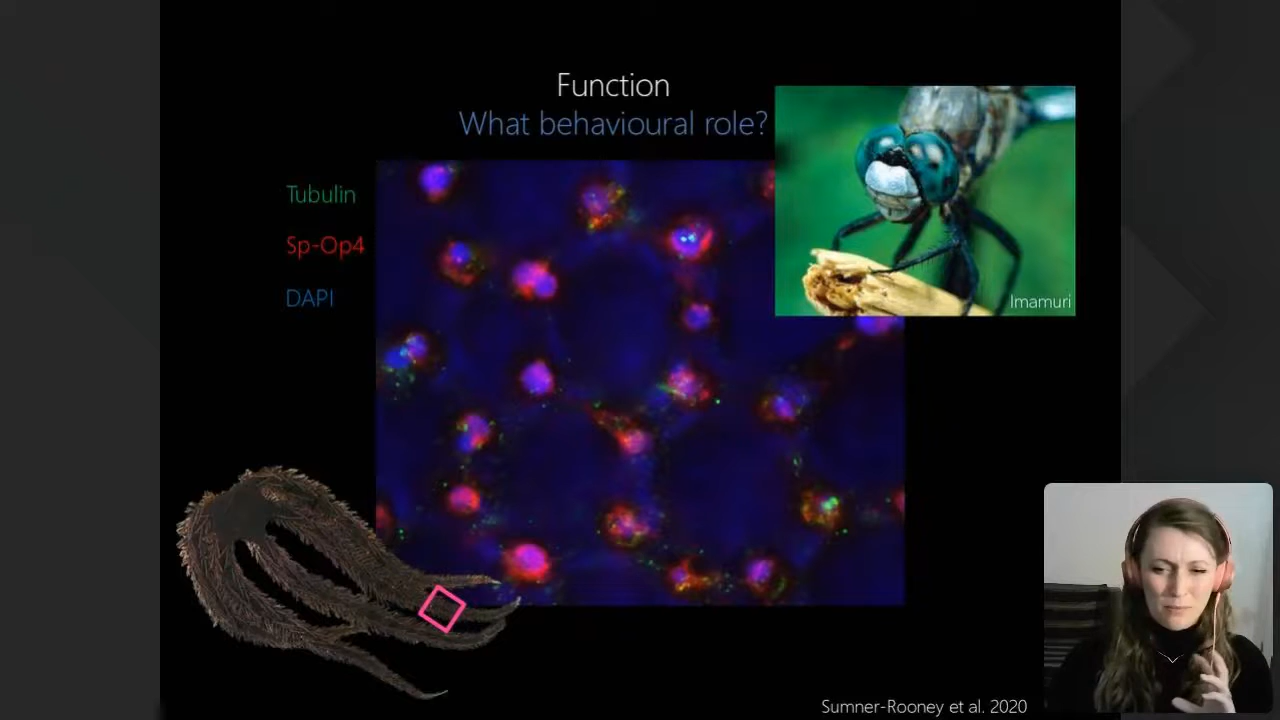 Function
What behavioural role?
Tubulin
Sp-Op4
DAPI
Imamuri
Sumner-Rooney et al. 2020